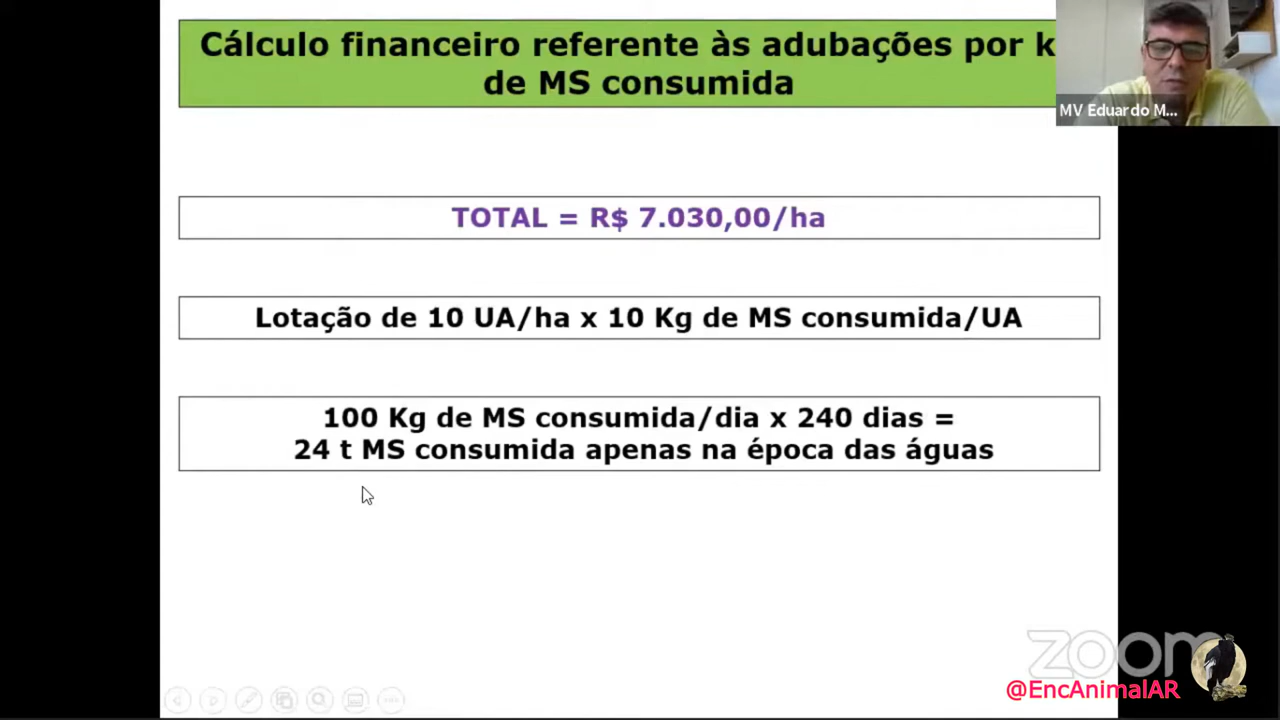 Cálculo financeiro referente às adubações por k
de MS consumida
MV Eduardo M...
TOTAL = R$ 7.030,00/ha
Lotação de 10 UA/ha x 10 Kg de MS consumida/UA
100 Kg de MS consumida/dia x 240 dias =
24 t MS consumida apenas na época das águas
zoom
@EncAnimalAR